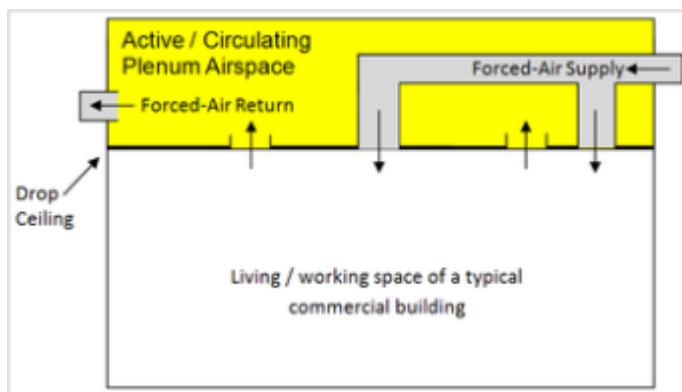 Active / Circulating
Plenum Airspace
Forced-Air Supply
Forced-Air Return
Drop
Ceiling
Living / working space of a typical
commercial building